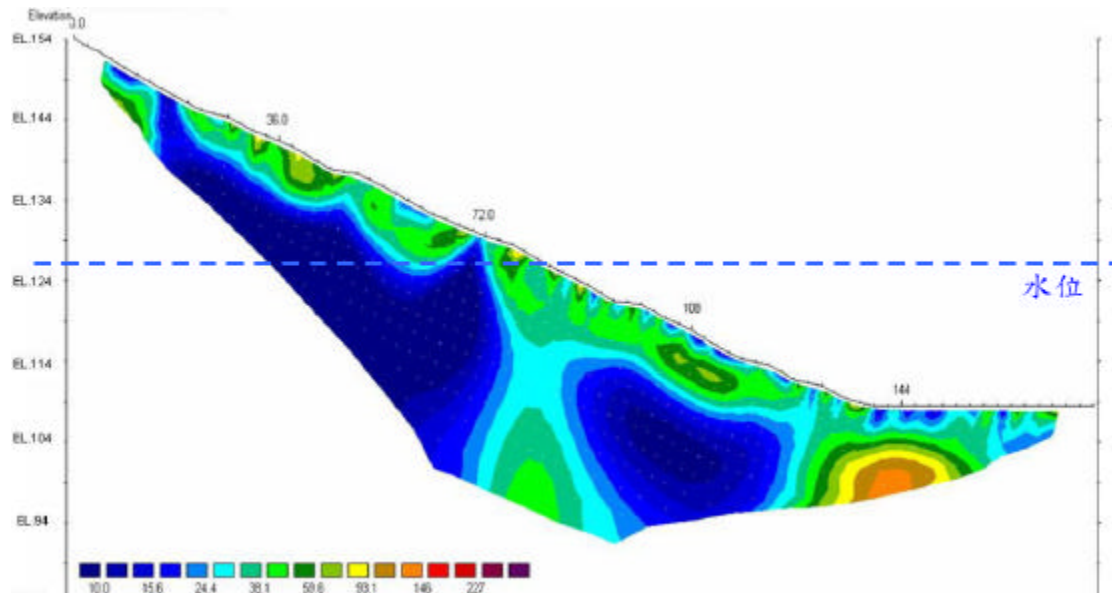 Elevation
0.0
EL.154
EL.144
36.0
EL.134
72.0
EL.124
水位
108
EL.114
144
EL.104
EL.94
10.0 15.6 24.4 38.1 59.6 93.1 146 227